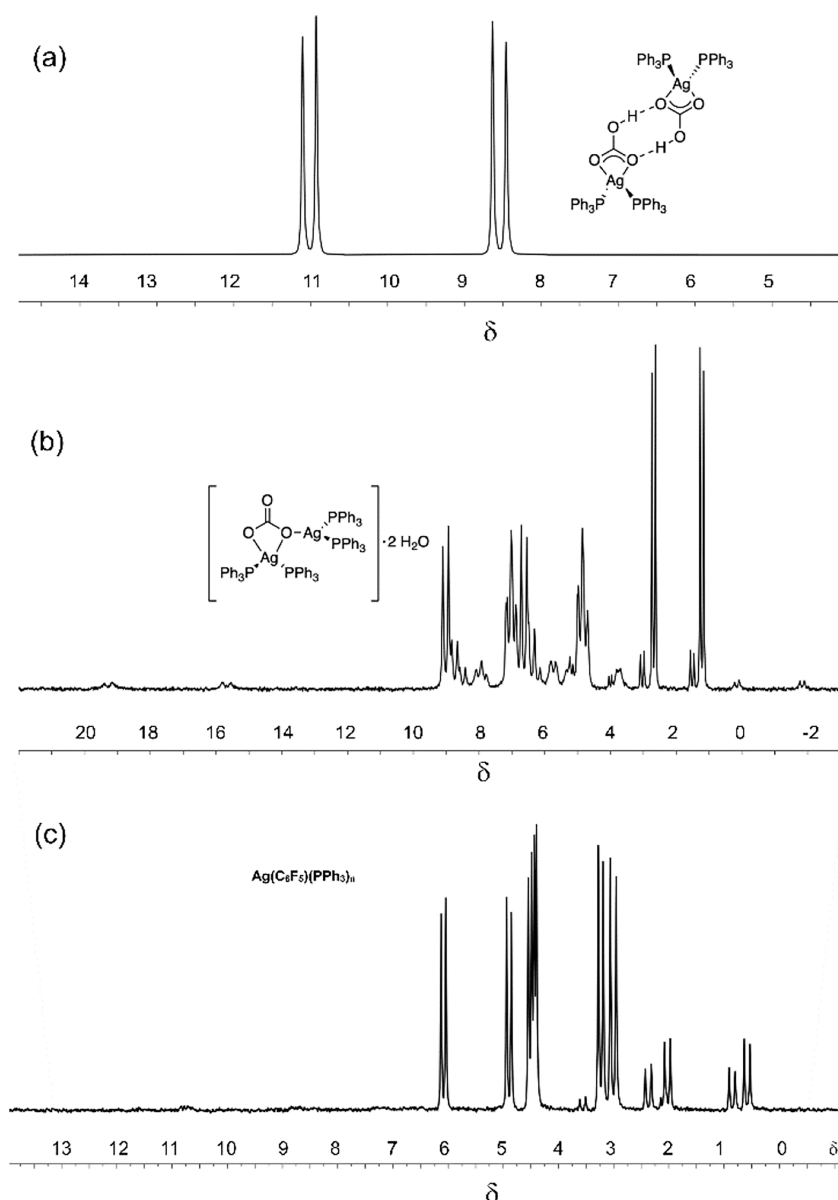 (a)
Ph3P PPh3
Ag
O H O O
O H O
O O
Ag
Ph3P PPh3
14 13 12 11 10 9 8 7 6 5
δ
(b)
O
O O Ag PPh3
PPh3
Ag
Ph3P PPh3
·2 H2O
20 18 16 14 12 10 8 6 4 2 0 -2
δ
(c)
Ag(C6F5)(PPh3)n
13 12 11 10 9 8 7 6 5 4 3 2 1 0 δ
δ